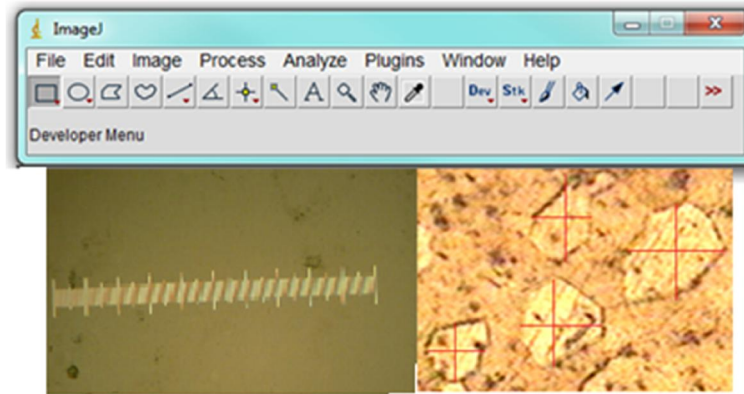 ImageJ
File Edit Image Process Analyze Plugins Window Help
A Dev Stk >>
Developer Menu